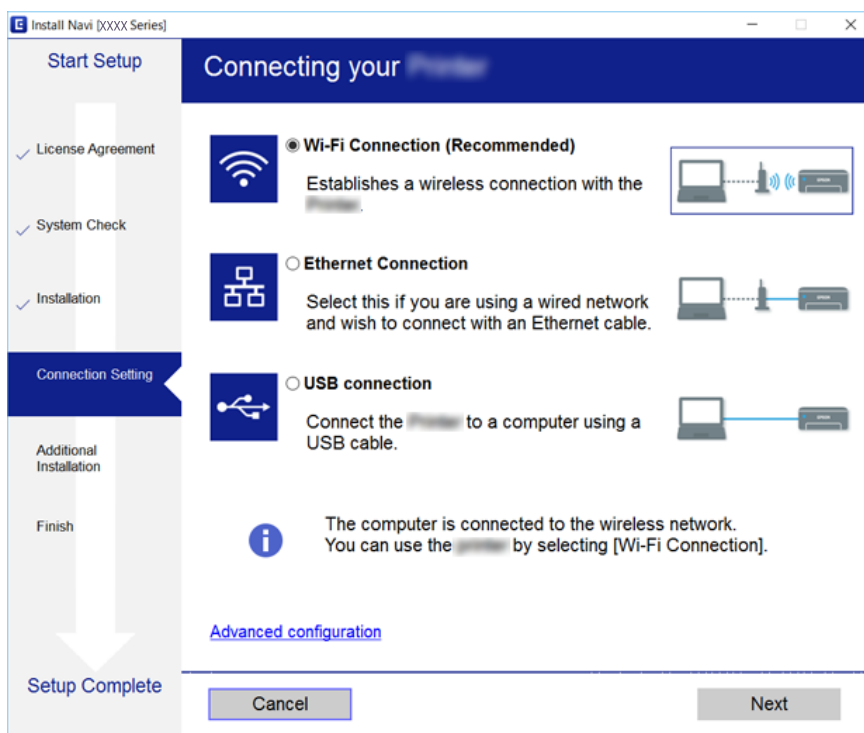 Install Navi [XXXX Series]
Start Setup
License Agreement
System Check
Installation
Connection Setting
Additional
Installation
Finish
Setup Complete
Connecting your
Wi-Fi Connection (Recommended)
Establishes a wireless connection with the
.
Ethernet Connection
Select this if you are using a wired network
and wish to connect with an Ethernet cable.
USB connection
Connect the to a computer using a
USB cable.
The computer is connected to the wireless network.
You can use the by selecting [Wi-Fi Connection].
Advanced configuration
Cancel
Next